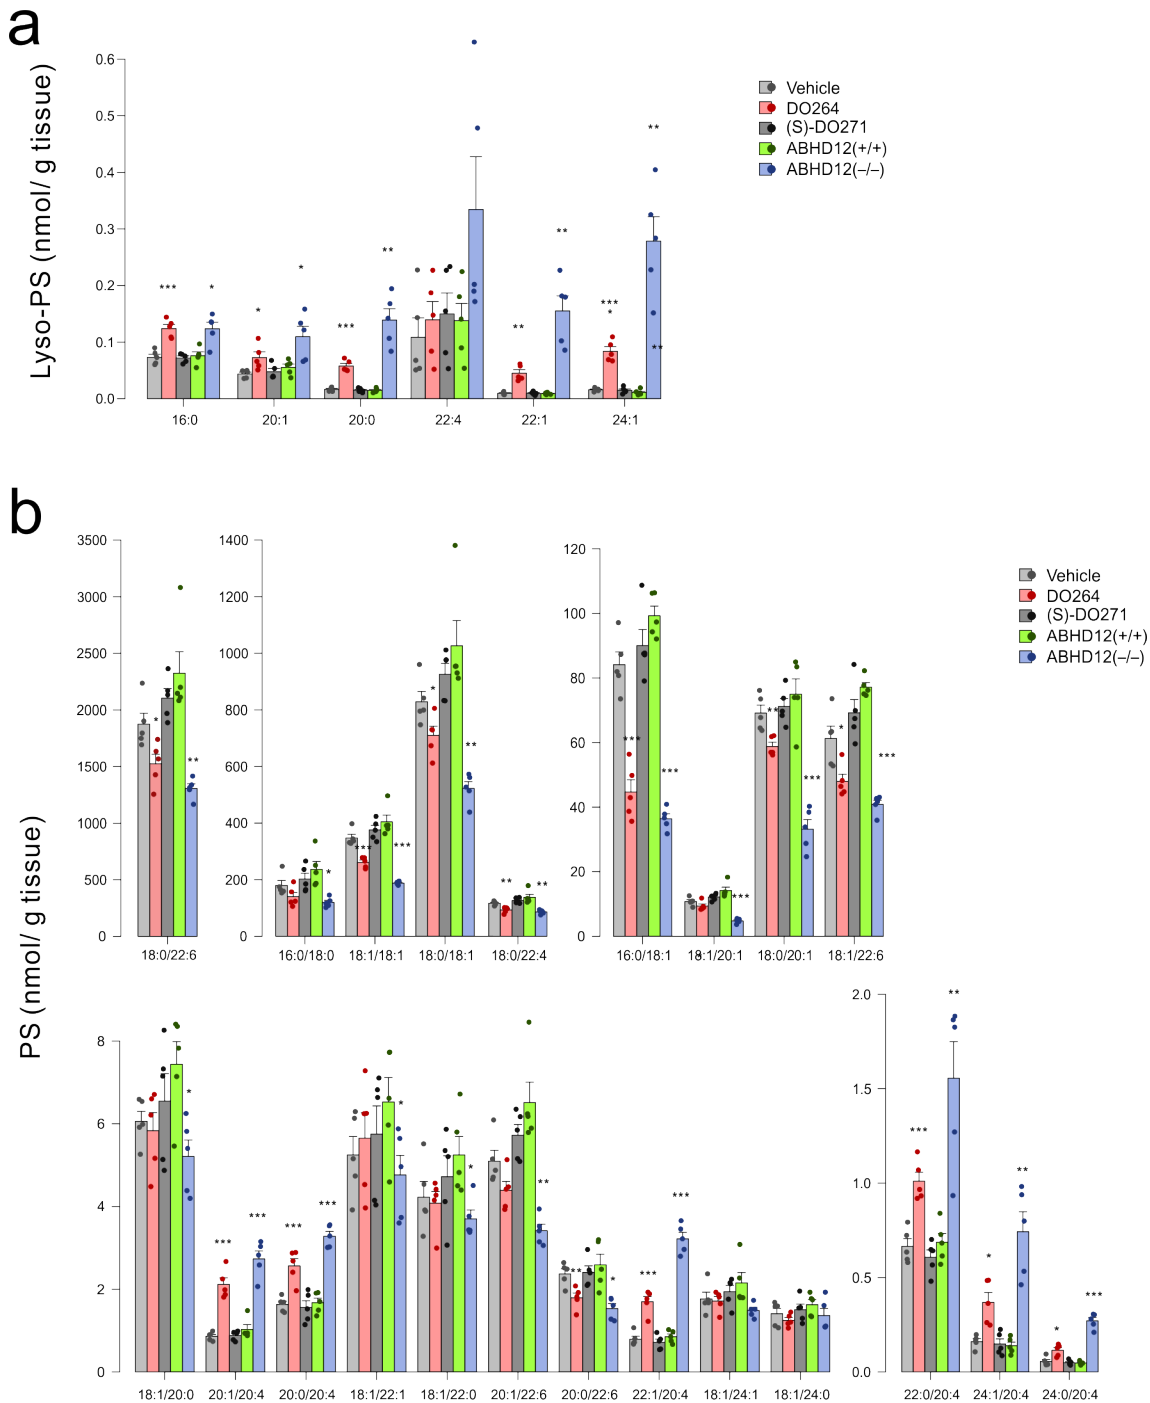 a
Lyso-PS (nmol/ g tissue)
0.6
0.5
0.4
0.3
0.2
0.1
0.0
*** * * *** ** ** ** *** * ** **
16:0 20:1 20:0 22:4 22:1 24:1
Vehicle
DO264
(S)-DO271
ABHD12(+/+)
ABHD12(–/–)
b
PS (nmol/ g tissue)
3500
3000
2500
2000
1500
1000
500
0
* **
18:0/22:6
1400
1200
1000
800
600
400
200
0
* *** *** * ** ** **
16:0/18:0 18:1/18:1 18:0/18:1 18:0/22:4
120
100
80
60
40
20
0
*** *** *** ** *** * ***
16:0/18:1 18:1/20:1 18:0/20:1 18:1/22:6
Vehicle
DO264
(S)-DO271
ABHD12(+/+)
ABHD12(–/–)
8
6
4
2
0
* *** *** *** *** * * ** ** * *** ***
18:1/20:0 20:1/20:4 20:0/20:4 18:1/22:1 18:1/22:0 20:1/22:6 20:0/22:6 22:1/20:4 18:1/24:1 18:1/24:0
2.0
1.5
1.0
0.5
0.0
*** ** * ** * ***
22:0/20:4 24:1/20:4 24:0/20:4